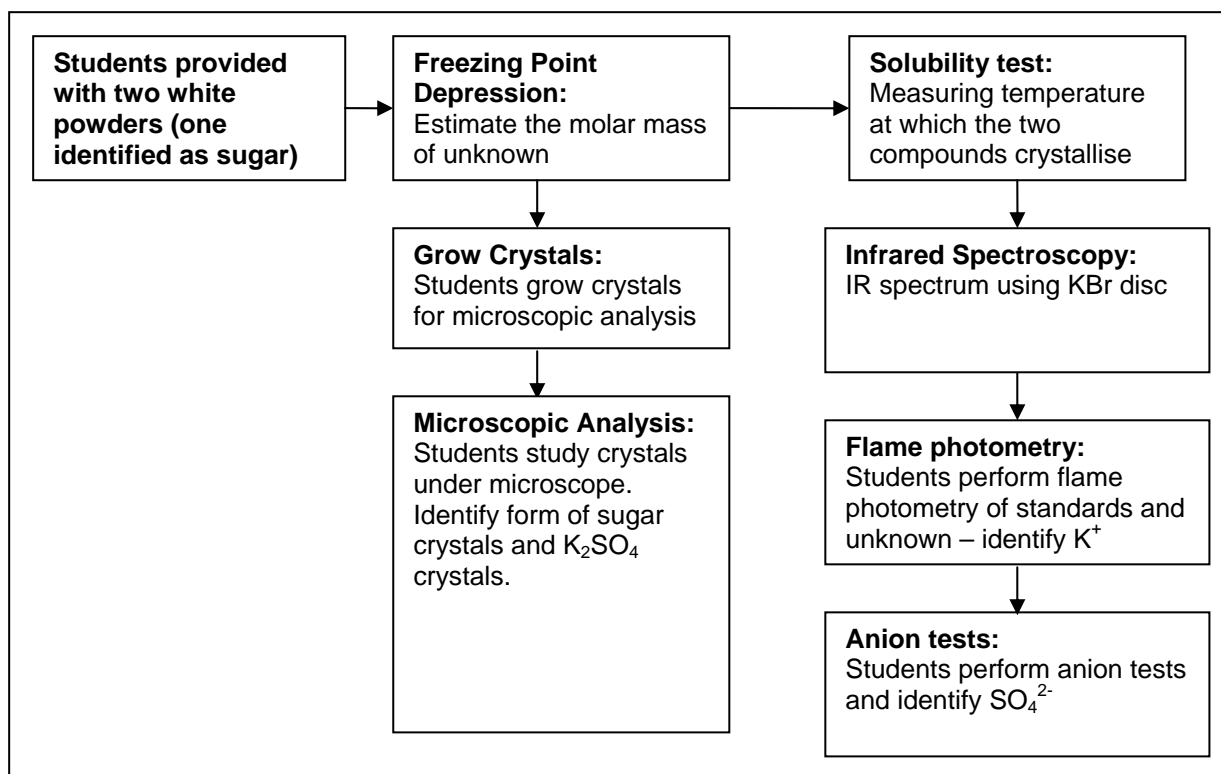 Students provided
with two white
powders (one
identified as sugar)
Freezing Point
Depression:
Estimate the molar mass
of unknown
Solubility test:
Measuring temperature
at which the two
compounds crystallise
Grow Crystals:
Students grow crystals
for microscopic analysis
Infrared Spectroscopy:
IR spectrum using KBr disc
Microscopic Analysis:
Students study crystals
under microscope.
Identify form of sugar
crystals and K₂SO₄
crystals.
Flame photometry:
Students perform flame
photometry of standards and
unknown – identify K⁺
Anion tests:
Students perform anion tests
and identify SO₄²⁻